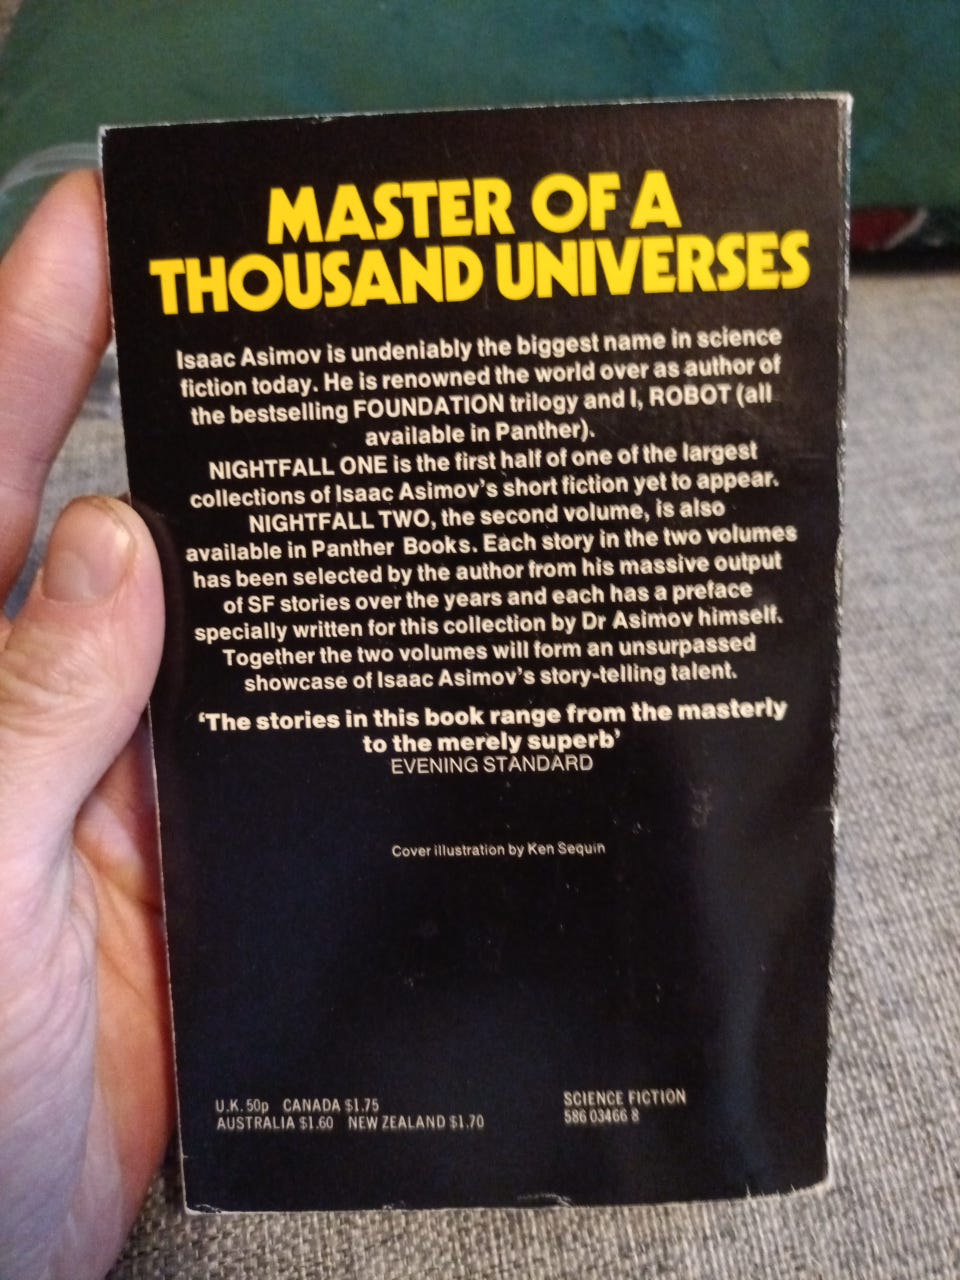 MASTER OF A
THOUSAND UNIVERSES
Isaac Asimov is undeniably the biggest name in science
fiction today. He is renowned the world over as author of
the bestselling FOUNDATION trilogy and I, ROBOT (all
available in Panther).
NIGHTFALL ONE is the first half of one of the largest
collections of Isaac Asimov's short fiction yet to appear.
NIGHTFALL TWO, the second volume, is also
available in Panther Books. Each story in the two volumes
has been selected by the author from his massive output
of SF stories over the years and each has a preface
specially written for this collection by Dr Asimov himself.
Together the two volumes will form an unsurpassed
showcase of Isaac Asimov's story-telling talent.
‘The stories in this book range from the masterly
to the merely superb’
EVENING STANDARD
Cover illustration by Ken Sequin
U.K. 50p CANADA $1.75
AUSTRALIA $1.60 NEW ZEALAND $1.70
SCIENCE FICTION
586 03466 8